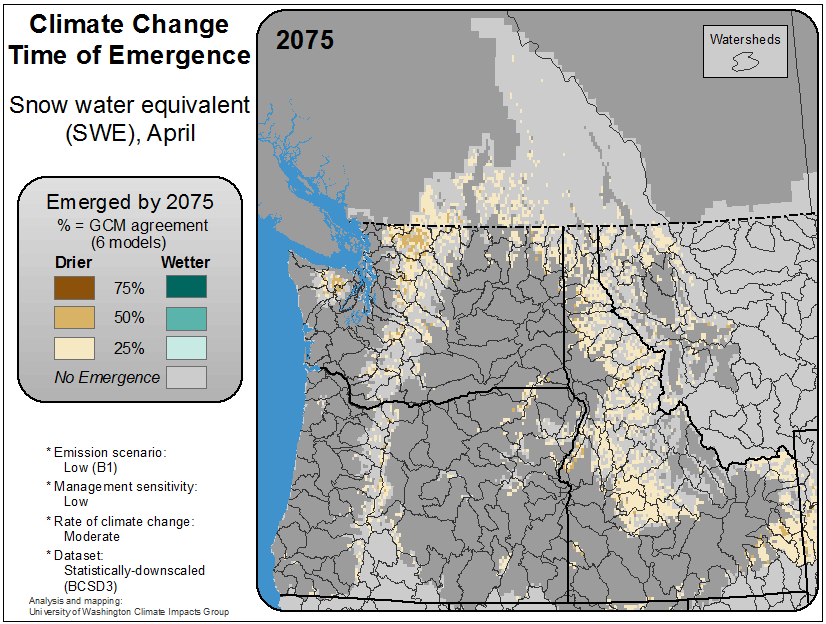 Climate Change
Time of Emergence
Snow water equivalent
(SWE), April
Emerged by 2075
% = GCM agreement
(6 models)
Drier Wetter
75%
50%
25%
No Emergence
* Emission scenario:
Low (B1)
* Management sensitivity:
Low
* Rate of climate change:
Moderate
* Dataset:
Statistically-downscaled
(BCSD3)
Analysis and mapping:
University of Washington Climate Impacts Group
2075
Watersheds